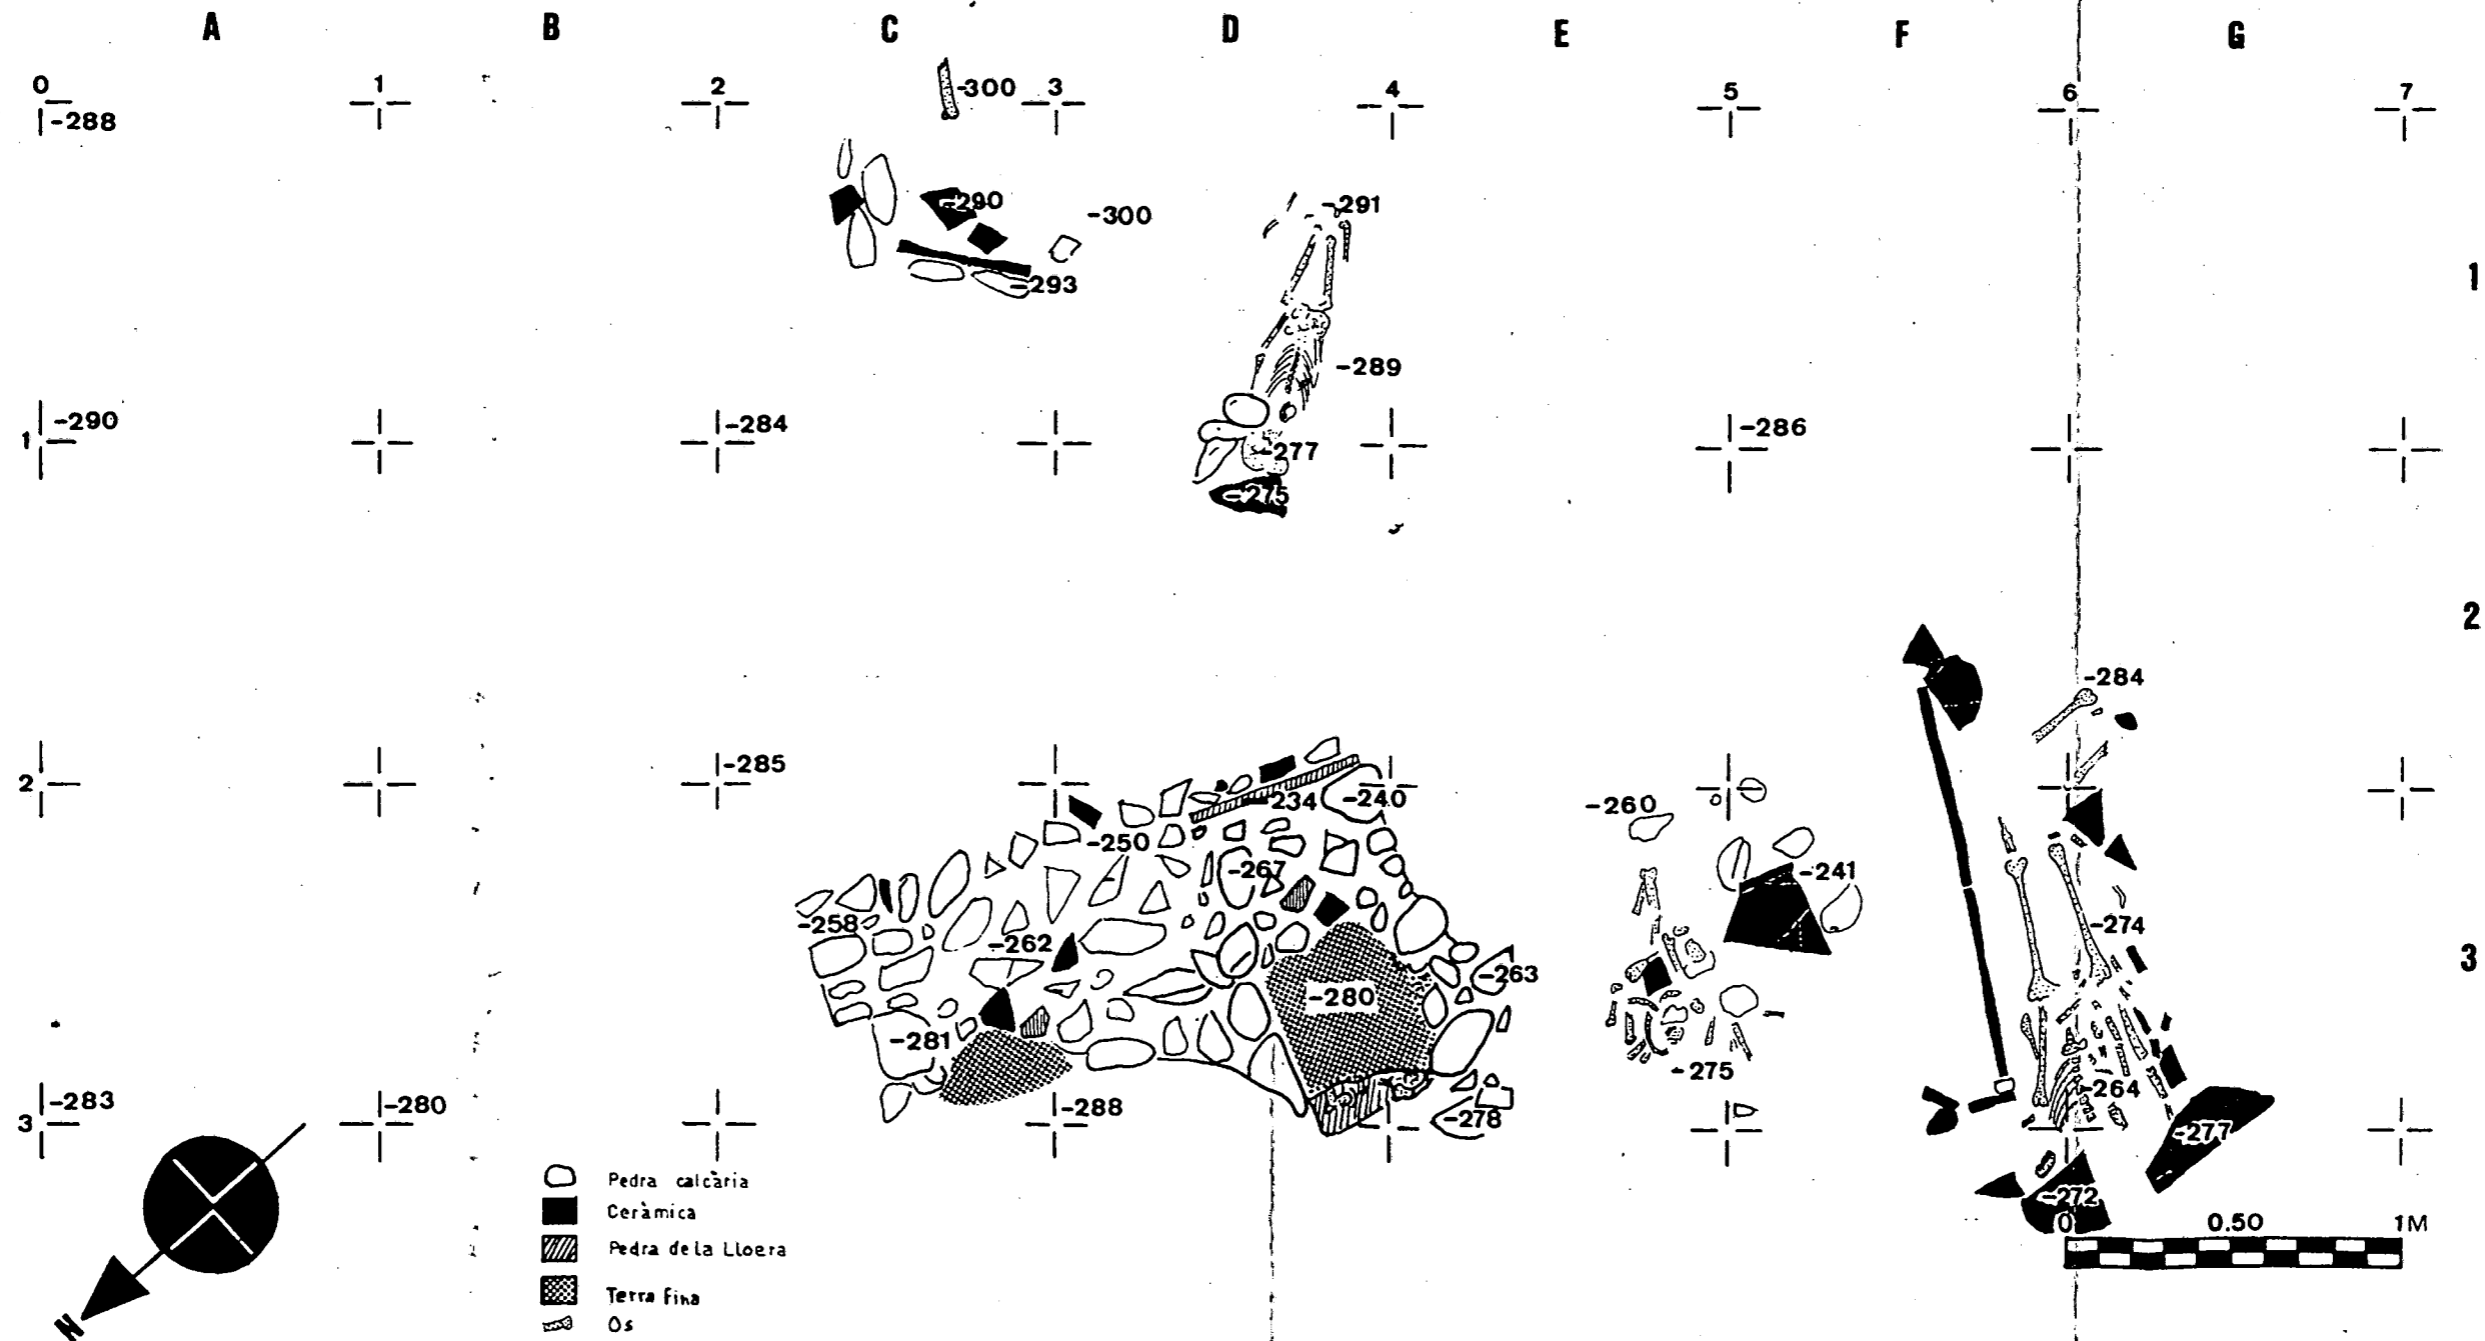 A B C D E F G
0 1 2 -300 3 4 5 6 7
-288
-290 -300 -291
-293
1
-289
1 -290 -284 -277 -286
-275
2
-284
2 -285
-260 -234 -240
-250
-267 -241
-258 -262 -274
-263 3
-280
-281
-275
-264
3 -283 -280 -288 -278 -277
Pedra calcària
-272
Ceràmica
0 0.50 1M
Pedra de la Lloera
Terra fina
Os
N